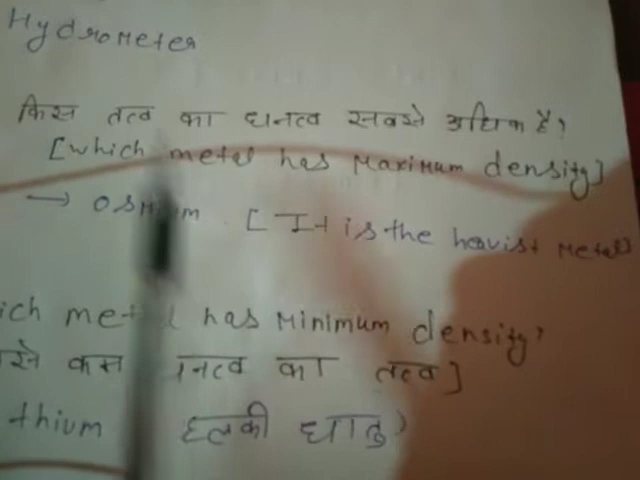 Hydrometer
किस तत्व का घनत्व सबसे अधिक है?
[which metal has Maximum density]
→ Osmium. [It is the hevist Metal]
ich metal has Minimum density?
से कम घनत्व का तत्व]
thium हल्की धातु)